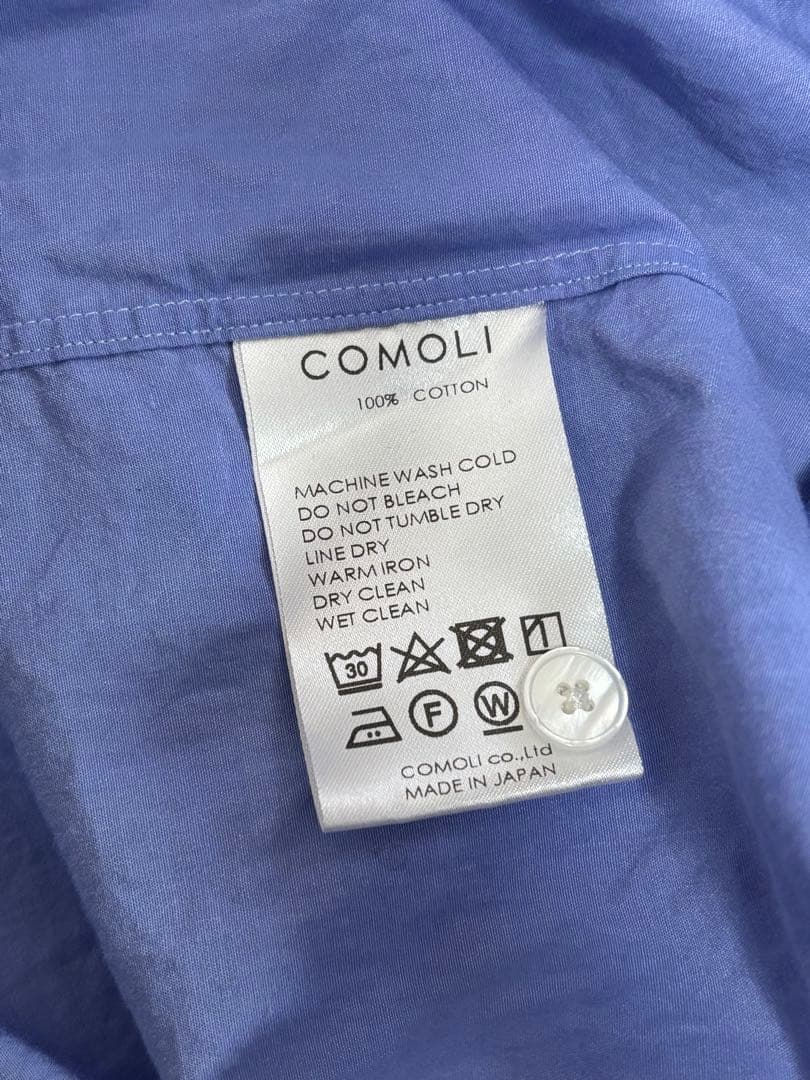 COMOLI
100% COTTON
MACHINE WASH COLD
DO NOT BLEACH
DO NOT TUMBLE DRY
LINE DRY
WARM IRON
DRY CLEAN
WET CLEAN
30
F W
COMOLI co.,Ltd
MADE IN JAPAN